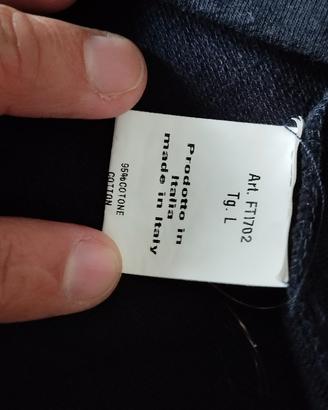 Art. FT1702
Tg. L
Prodotto in
Italia
made in Italy
95%COTONE
COTTON